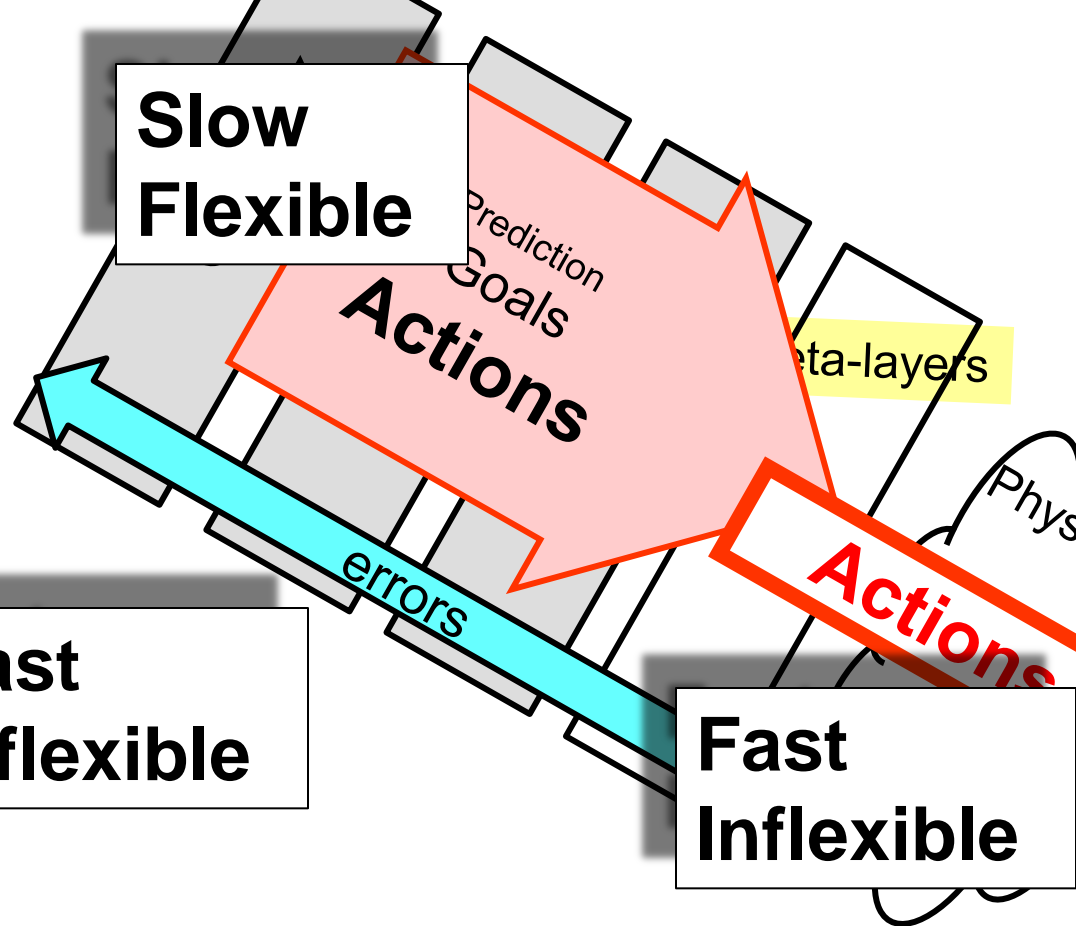 Slow
Flexible
Prediction
Goals
Actions
eta-layers
Phys
Actions
errors
ast
flexible
Fast
Inflexible